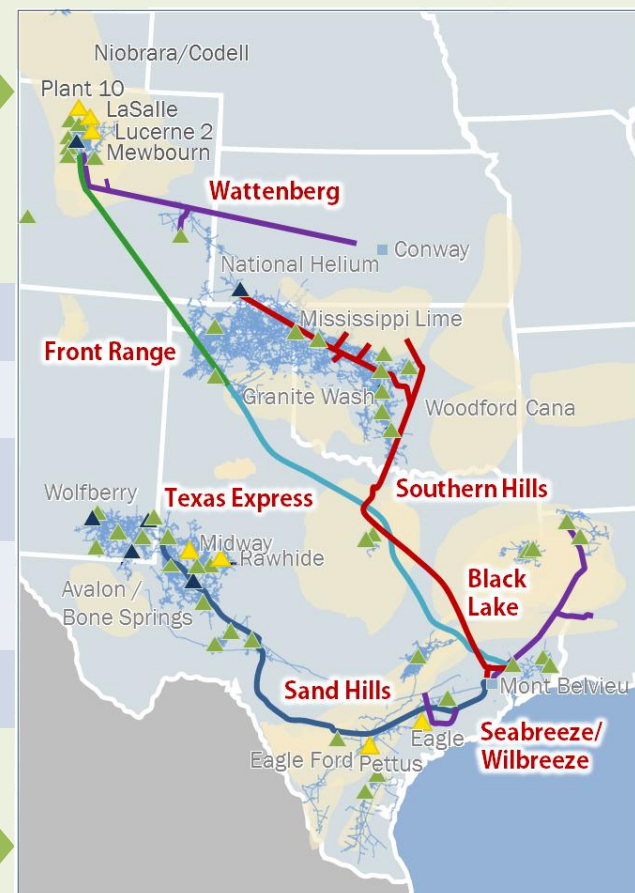 Niobrara/Codell
Plant 10
LaSalle
Lucerne 2
Mewbourn
Wattenberg
Conway
National Helium
Mississippi Lime
Front Range
Granite Wash
Woodford Cana
Wolfberry
Texas Express
Southern Hills
Midway
Rawhide
Black
Lake
Avalon /
Bone Springs
Sand Hills
Mont Belvieu
Eagle
Seabreeze/
Wilbreeze
Eagle Ford
Pettus